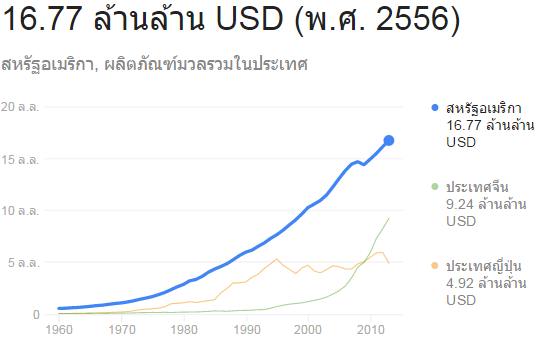 16.77 ล้านล้าน USD (พ.ศ. 2556)
สหรัฐอเมริกา, ผลิตภัณฑ์มวลรวมในประเทศ
20 ล.ล.
15 ล.ล.
10 ล.ล.
5 ล.ล.
0
1960 1970 1980 1990 2000 2010
สหรัฐอเมริกา
16.77 ล้านล้าน
USD
ประเทศจีน
9.24 ล้านล้าน
USD
ประเทศญี่ปุ่น
4.92 ล้านล้าน
USD